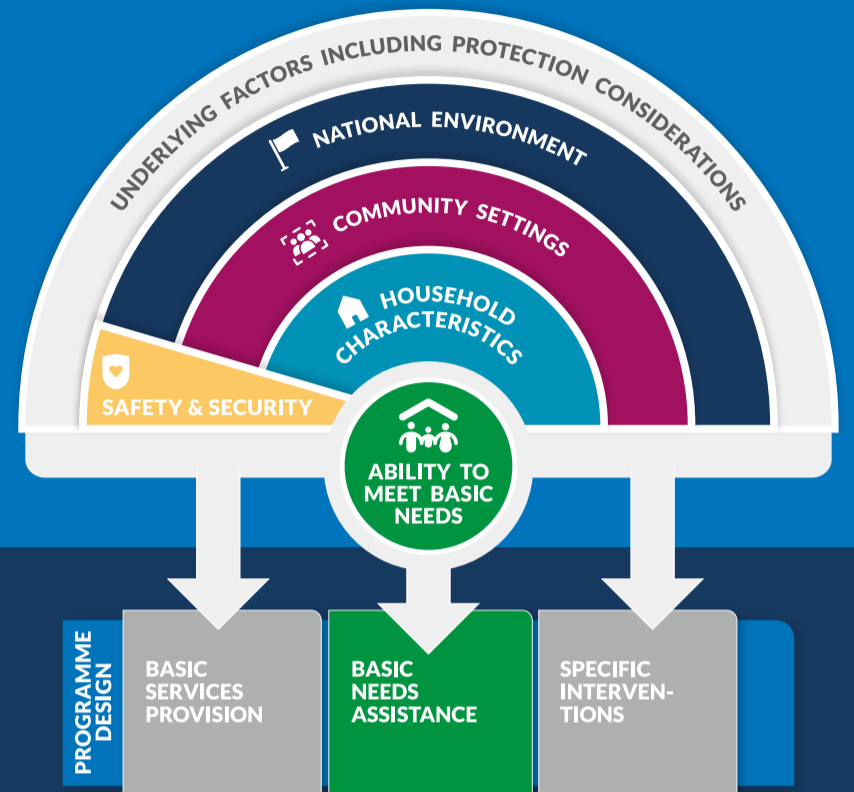 UNDERLYING FACTORS INCLUDING PROTECTION CONSIDERATIONS
NATIONAL ENVIRONMENT
COMMUNITY SETTINGS
HOUSEHOLD
CHARACTERISTICS
SAFETY & SECURITY
ABILITY TO
MEET BASIC
NEEDS
PROGRAMME
DESIGN
BASIC
SERVICES
PROVISION
BASIC
NEEDS
ASSISTANCE
SPECIFIC
INTERVEN-
TIONS